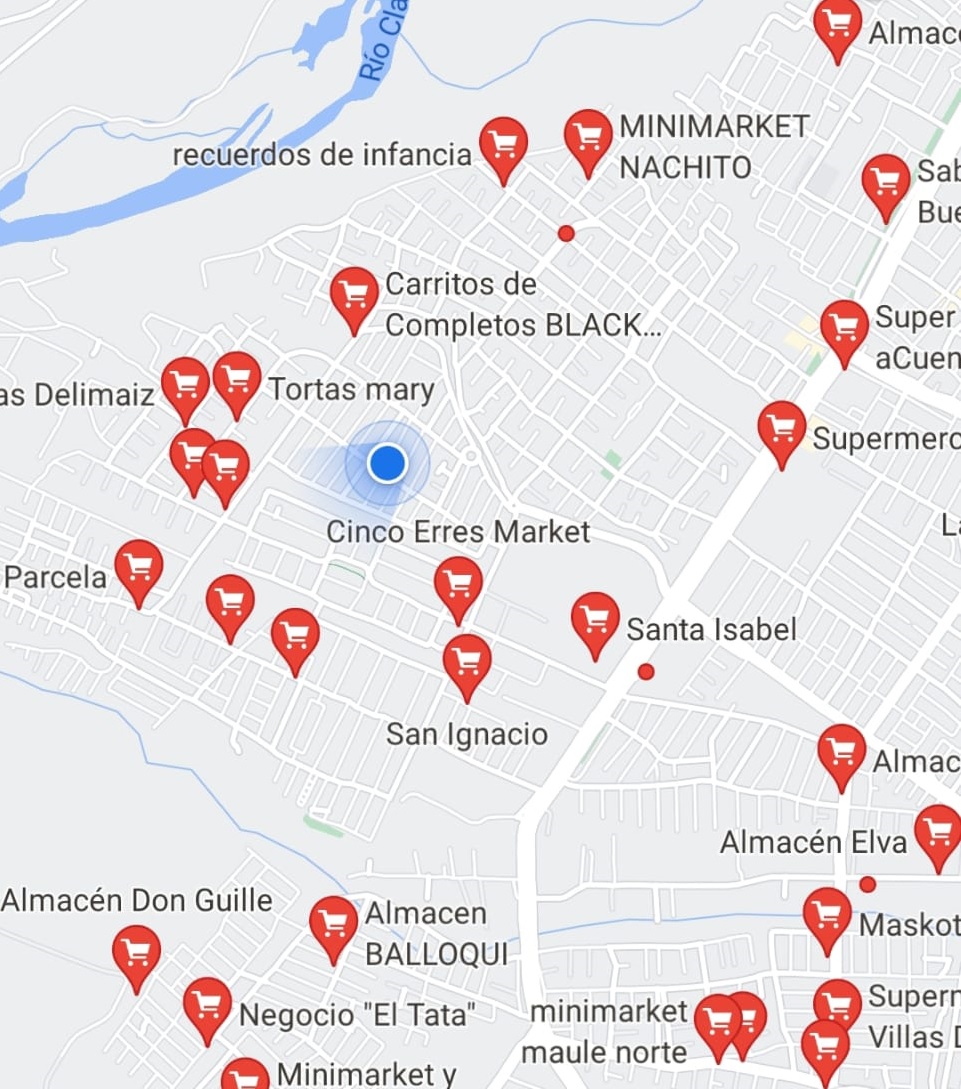 Río Cla
Almac
recuerdos de infancia
MINIMARKET
NACHITO
Sab
Bue
Carritos de
Completos BLACK...
Super
aCuen
as Delimaiz
Tortas mary
Supermerc
Cinco Erres Market
La
Parcela
Santa Isabel
San Ignacio
Almac
Almacén Elva
Almacén Don Guille
Almacen
BALLOQUI
Maskot
Negocio "El Tata"
minimarket
maule norte
Superm
Villas D
Minimarket y